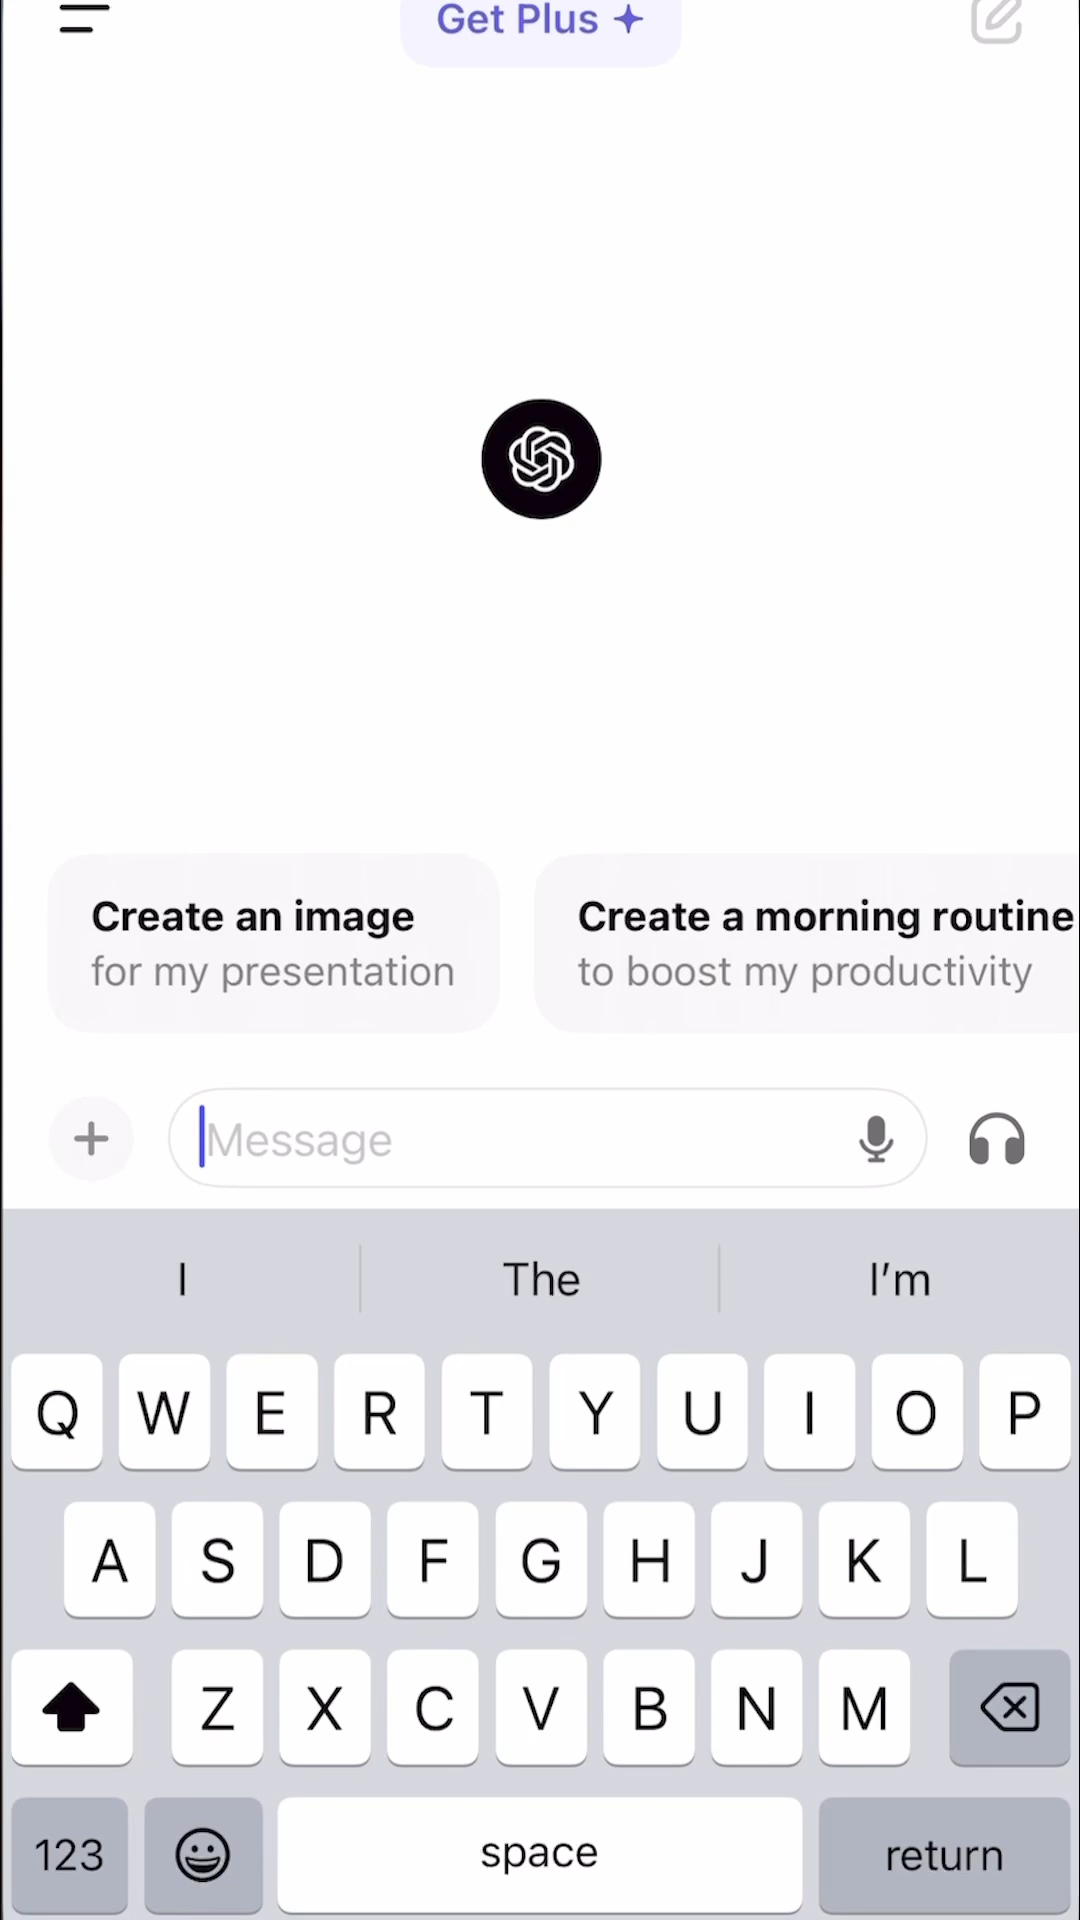 Get Plus
Create an image
for my presentation
Create a morning routine
to boost my productivity
Message
I
The
I'm
Q W E R T Y U I O P
A S D F G H J K L
Z X C V B N M
123
space
return